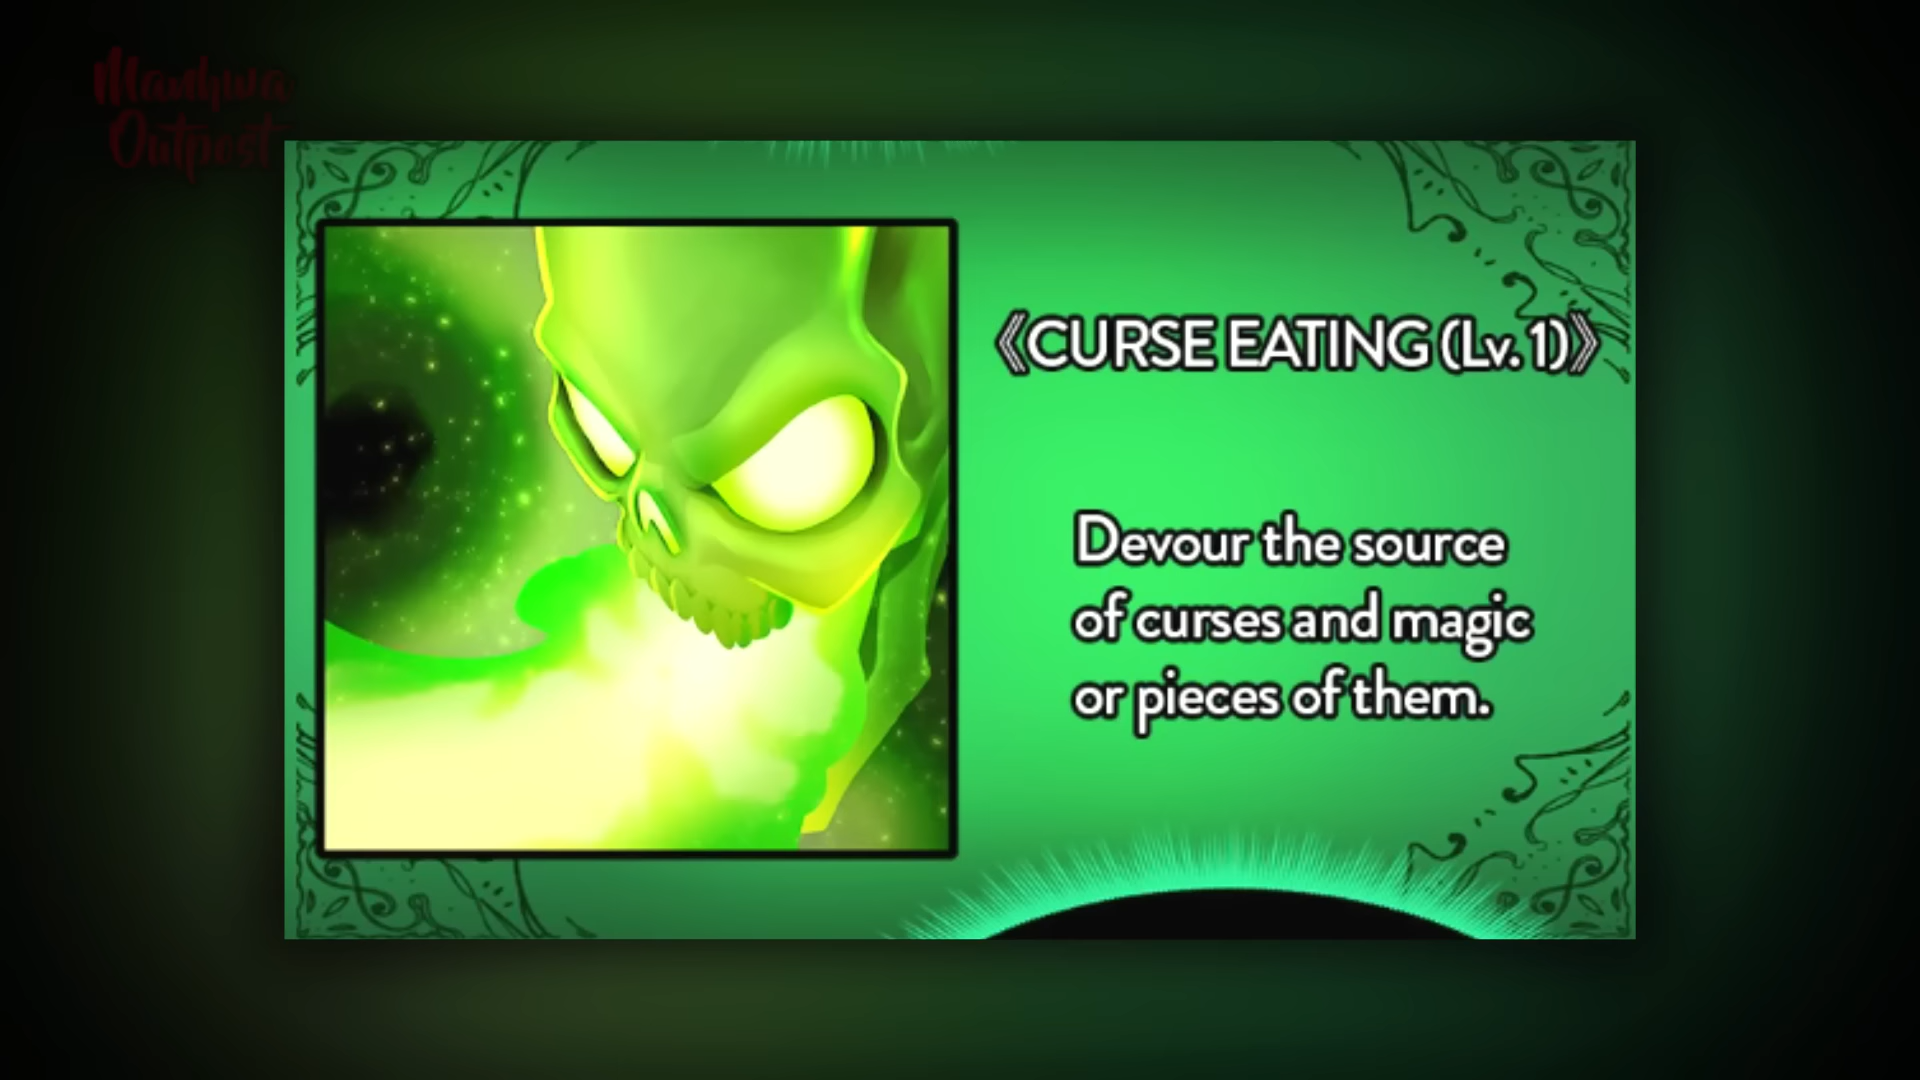 Manhwa
Outpost
《CURSE EATING (Lv. 1)》
Devour the source
of curses and magic
or pieces of them.